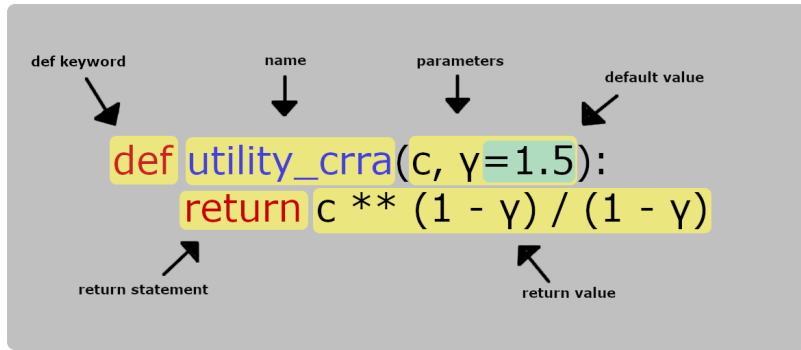 def keyword
name
parameters
default value
def utility_crra(c, γ=1.5):
return c ** (1 - γ) / (1 - γ)
return statement
return value